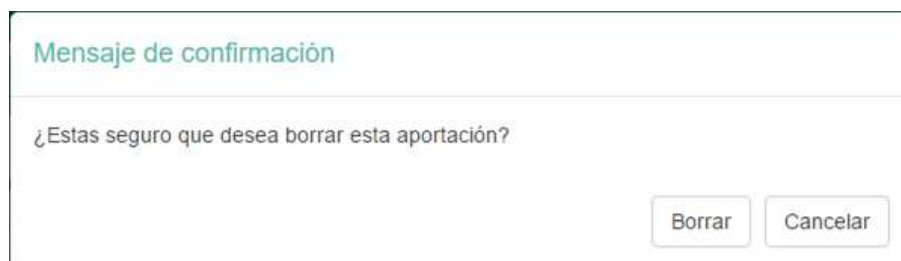 Mensaje de confirmación
¿Estas seguro que desea borrar esta aportación?
Borrar Cancelar